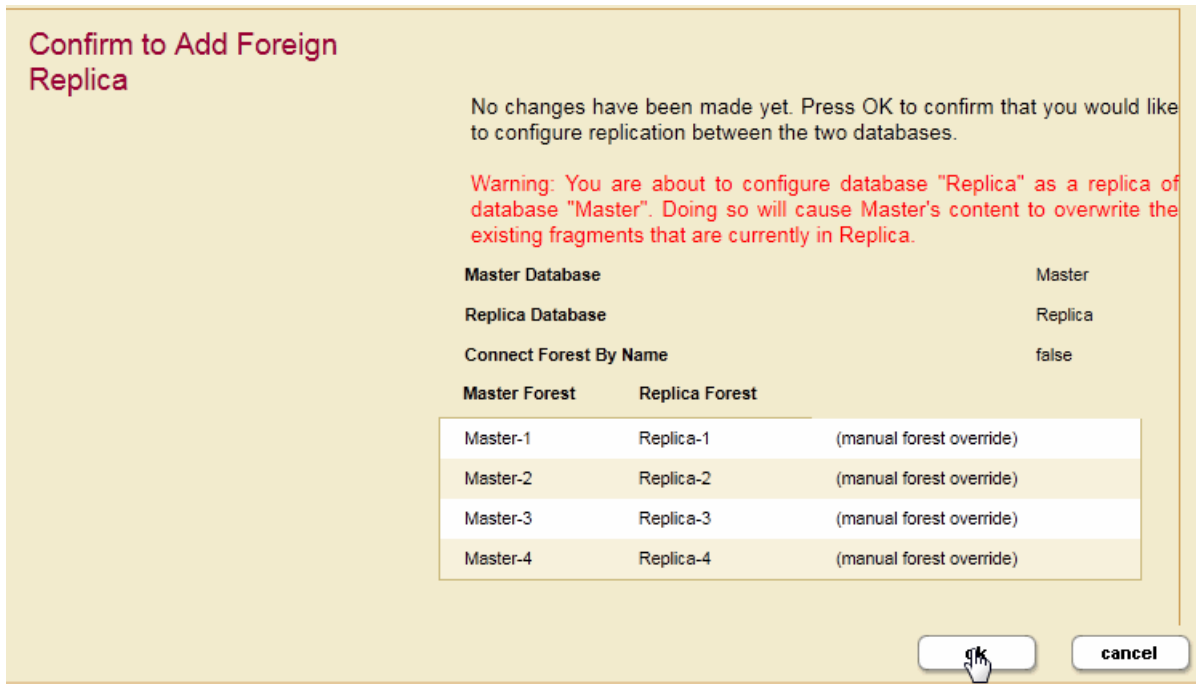 Confirm to Add Foreign
Replica
No changes have been made yet. Press OK to confirm that you would like
to configure replication between the two databases.
Warning: You are about to configure database "Replica" as a replica of
database "Master". Doing so will cause Master's content to overwrite the
existing fragments that are currently in Replica.
Master Database Master
Replica Database Replica
Connect Forest By Name false
Master Forest Replica Forest
Master-1 Replica-1 (manual forest override)
Master-2 Replica-2 (manual forest override)
Master-3 Replica-3 (manual forest override)
Master-4 Replica-4 (manual forest override)
ok cancel